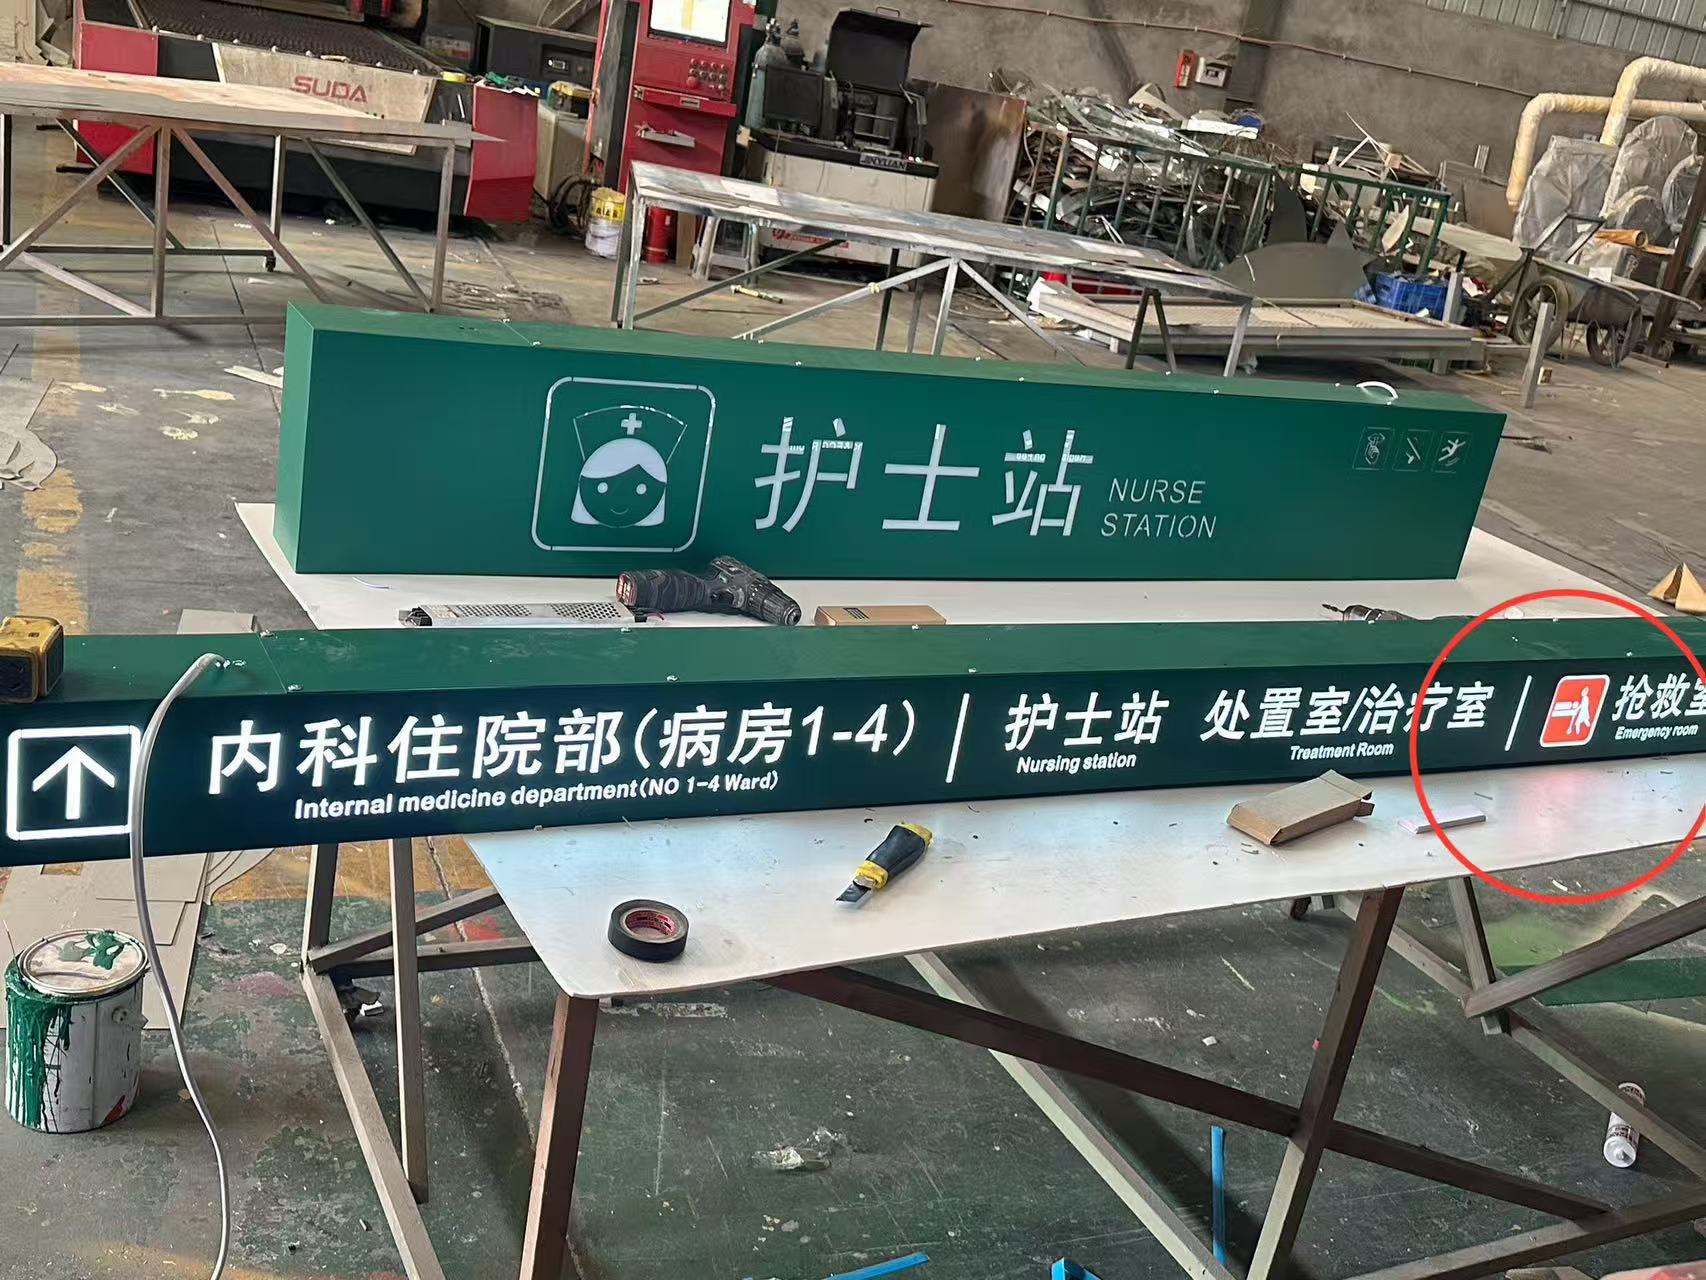 SUDA
JINYUAN
护士站
NURSE
STATION
内科住院部(病房1-4)
Internal medicine department(NO 1-4 Ward)
护士站
Nursing station
处置室/治疗室
Treatment Room
抢救室
Emergency room